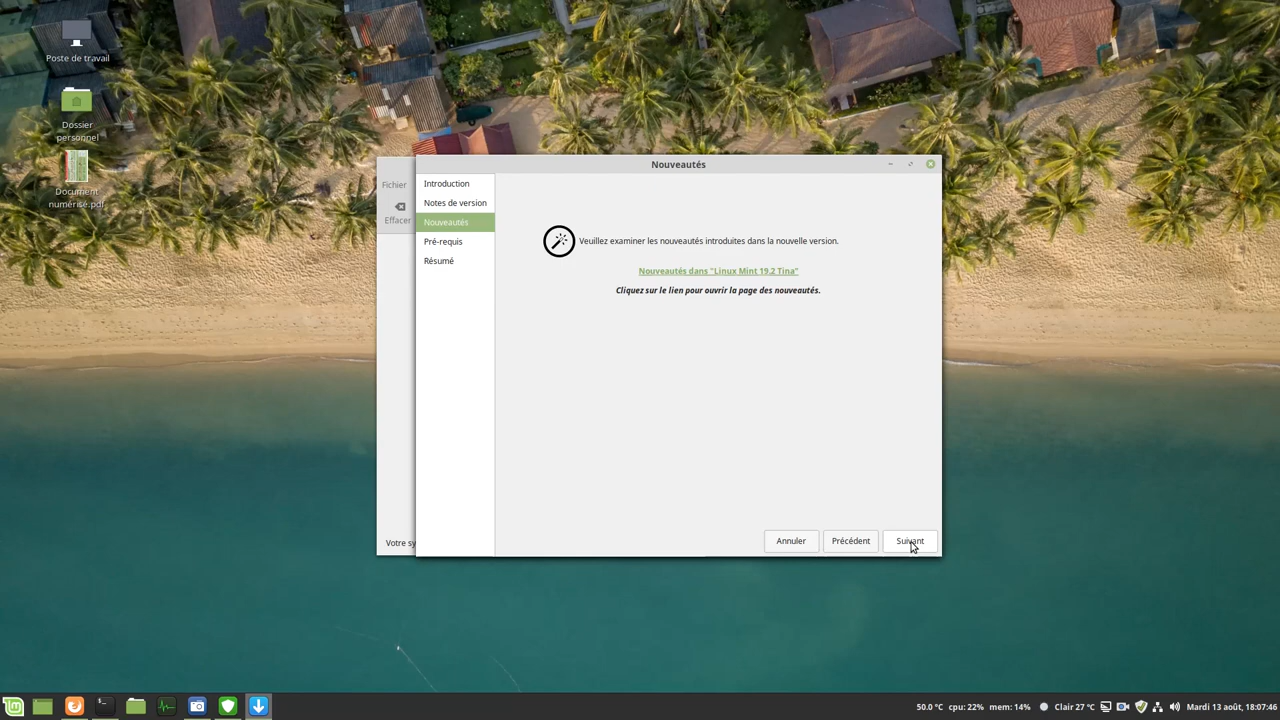 Poste de travail
Dossier
personnel
Document
numérisé.pdf
Fichier
Effacer
Votre sy
Nouveautés
Introduction
Notes de version
Nouveautés
Pré-requis
Résumé
Veuillez examiner les nouveautés introduites dans la nouvelle version.
Nouveautés dans "Linux Mint 19.2 Tina"
Cliquez sur le lien pour ouvrir la page des nouveautés.
Annuler Précédent Suivant
50.0 °C cpu: 22% mem: 14% Clair 27 °C Mardi 13 août, 18:07:46